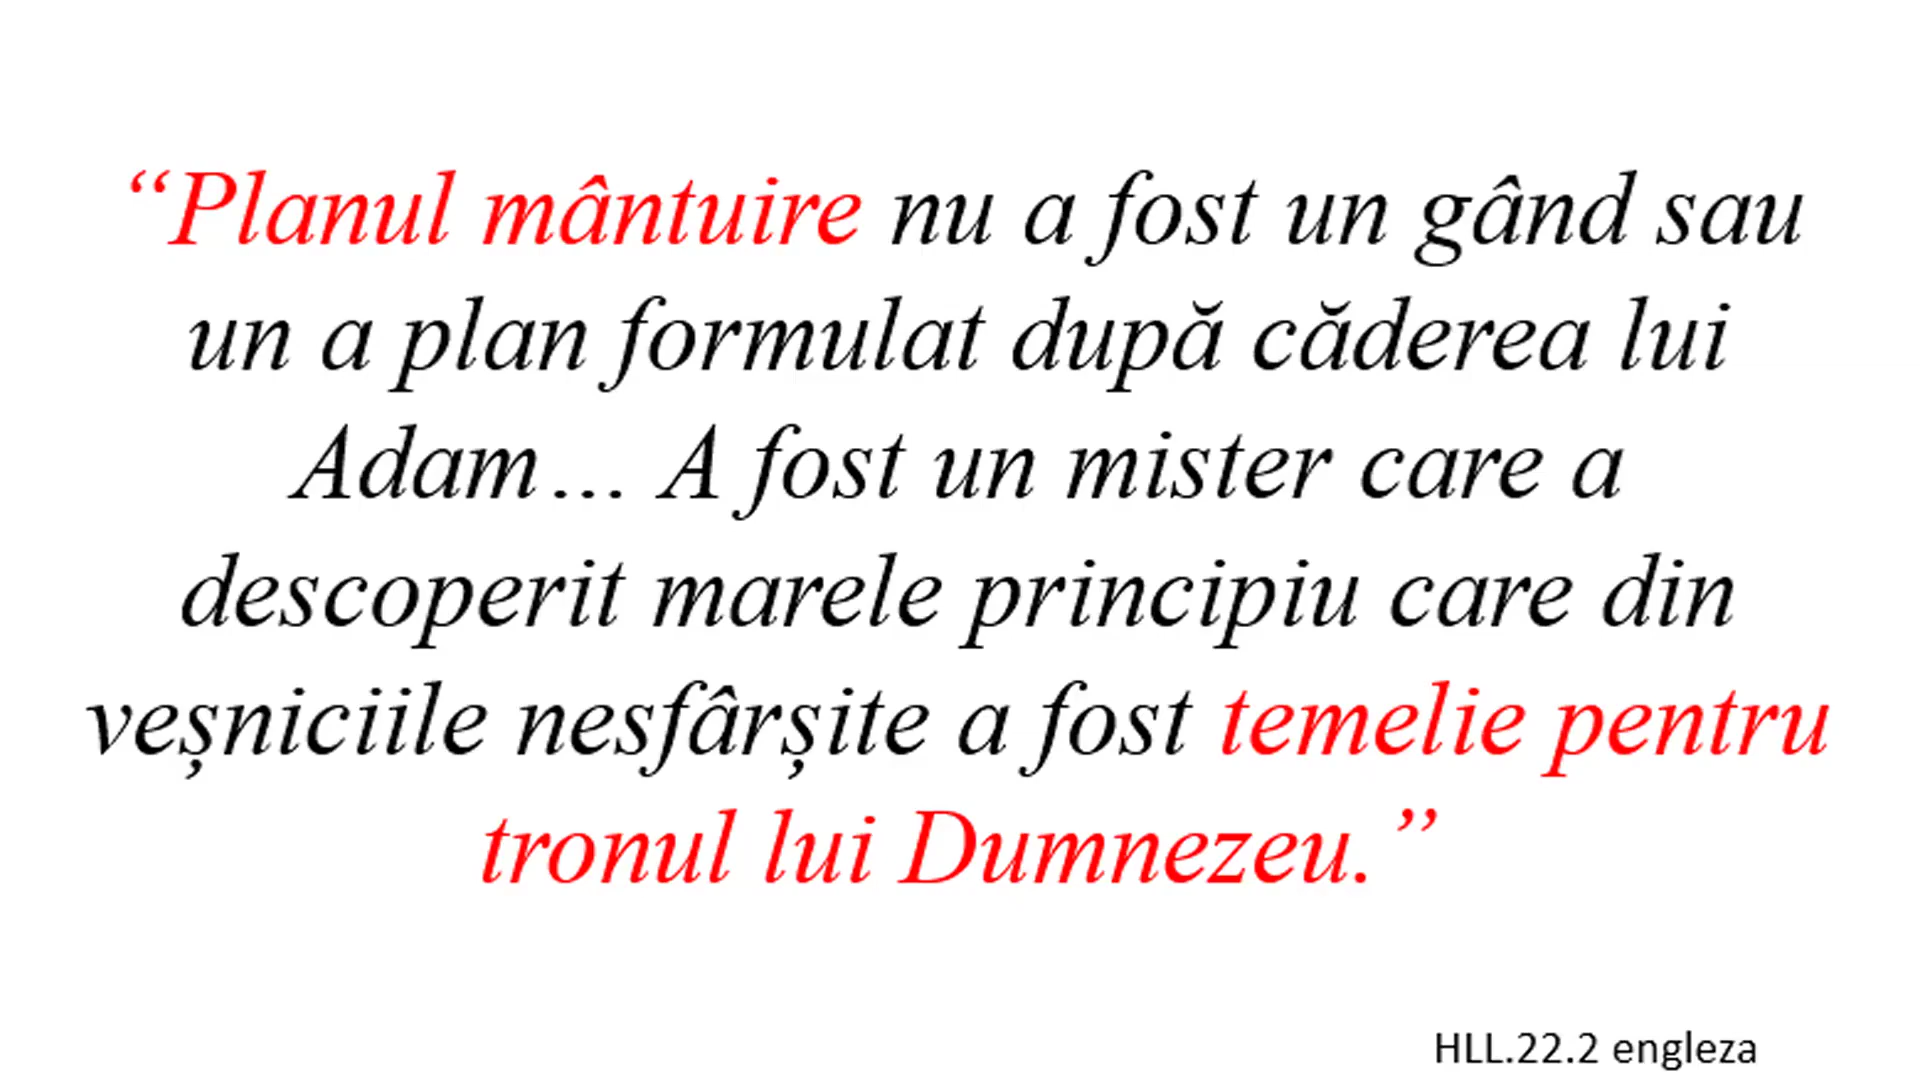 “Planul mântuire nu a fost un gând sau
un a plan formulat după căderea lui
Adam… A fost un mister care a
descoperit marele principiu care din
veșniciile nesfârșite a fost temelie pentru
tronul lui Dumnezeu.”
HLL.22.2 engleza